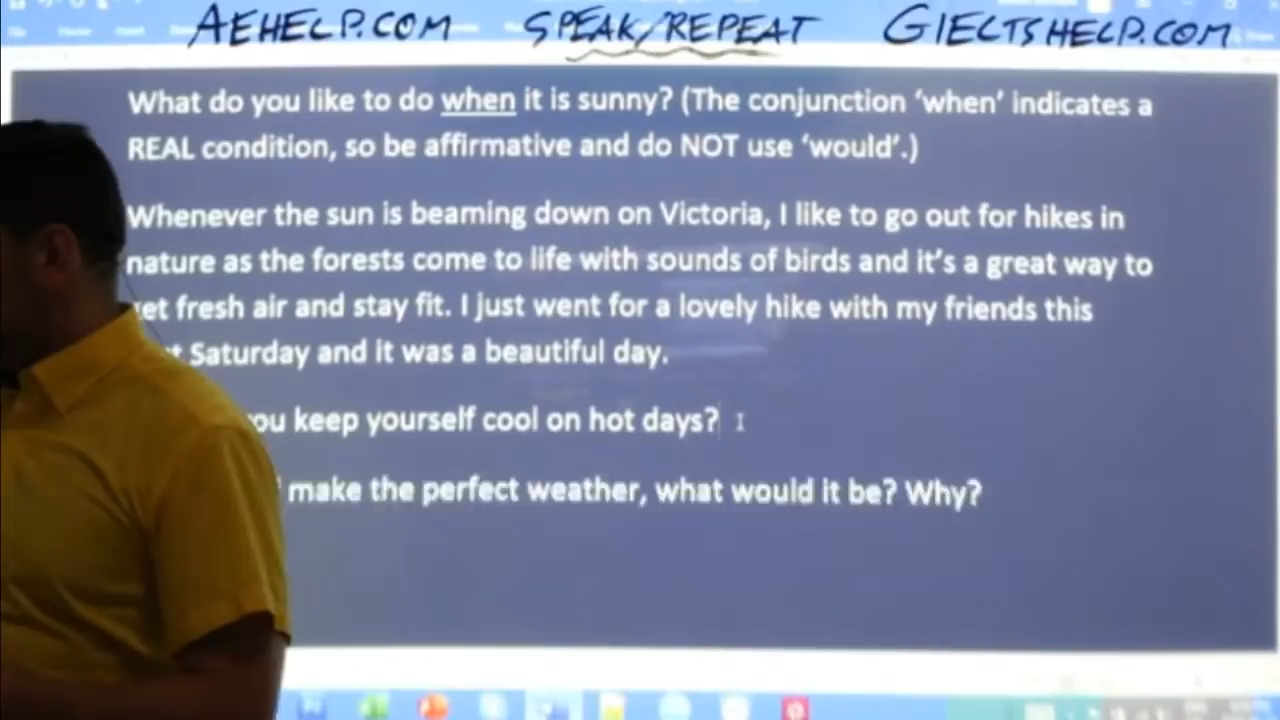 AEHELP.COM SPEAK/REPEAT GIELTSHELP.COM
What do you like to do when it is sunny? (The conjunction ‘when’ indicates a
REAL condition, so be affirmative and do NOT use ‘would’.)
Whenever the sun is beaming down on Victoria, I like to go out for hikes in
nature as the forests come to life with sounds of birds and it’s a great way to
et fresh air and stay fit. I just went for a lovely hike with my friends this
Saturday and it was a beautiful day.
you keep yourself cool on hot days?
make the perfect weather, what would it be? Why?